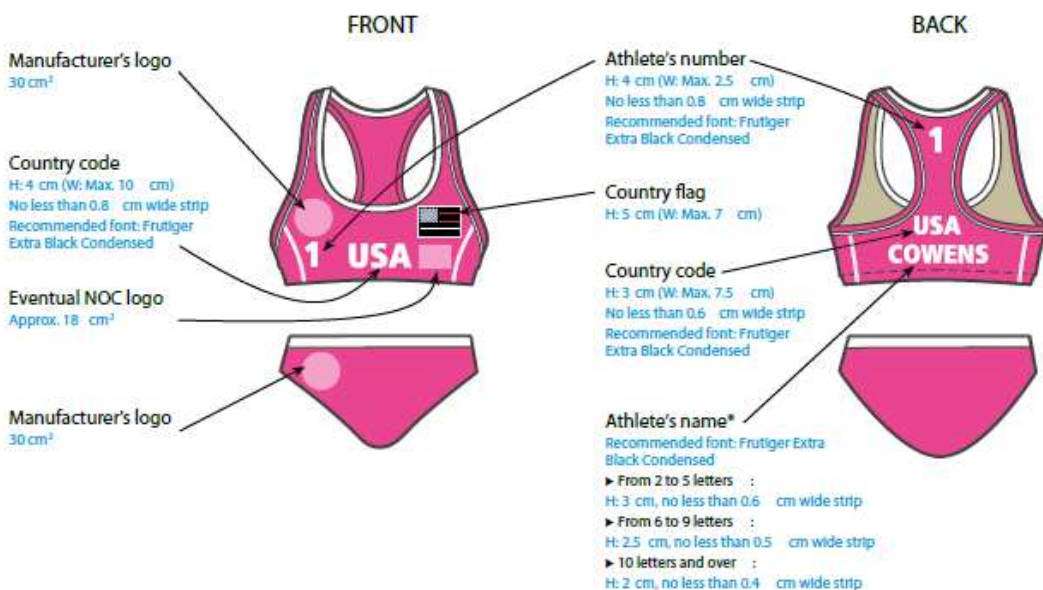 FRONT
BACK
Manufacturer's logo
30 cm²
Country code
H: 4 cm (W: Max. 10 cm)
No less than 0.8 cm wide strip
Recommended font: Frutiger
Extra Black Condensed
Eventual NOC logo
Approx. 18 cm²
Manufacturer's logo
30 cm²
1 USA
Athlete's number
H: 4 cm (W: Max. 2.5 cm)
No less than 0.8 cm wide strip
Recommended font: Frutiger
Extra Black Condensed
Country flag
H: 5 cm (W: Max. 7 cm)
Country code
H: 3 cm (W: Max. 7.5 cm)
No less than 0.6 cm wide strip
Recommended font: Frutiger
Extra Black Condensed
Athlete's name*
Recommended font: Frutiger Extra
Black Condensed
► From 2 to 5 letters :
H: 3 cm, no less than 0.6 cm wide strip
► From 6 to 9 letters :
H: 2.5 cm, no less than 0.5 cm wide strip
► 10 letters and over :
H: 2 cm, no less than 0.4 cm wide strip
1
USA
COWENS